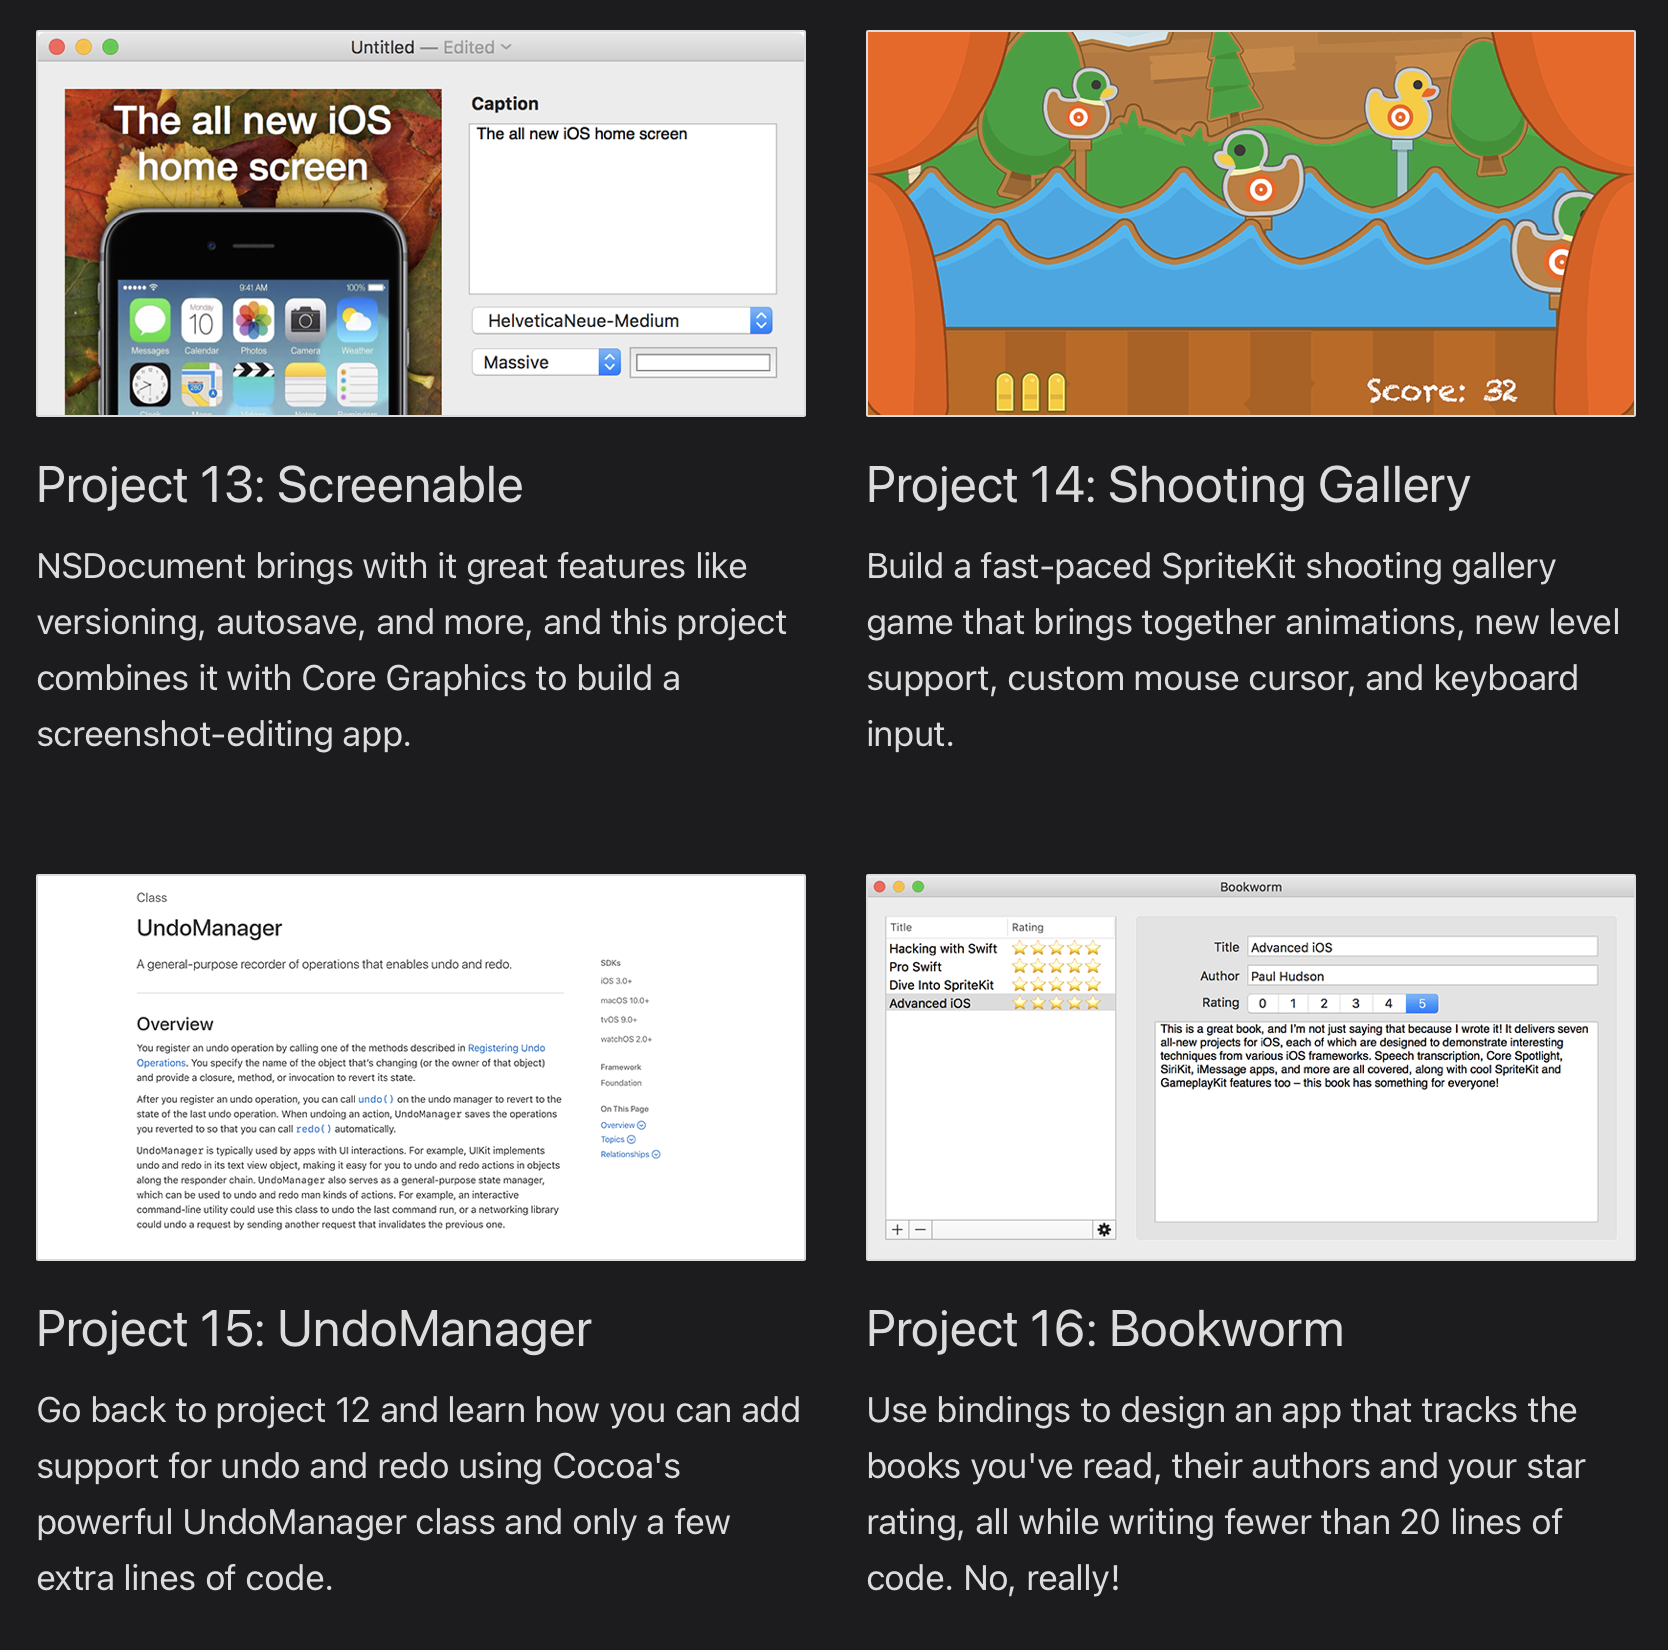 Untitled — Edited
The all new iOS
home screen
9:41 AM
100%
Monday
10
Messages
Calendar
Photos
Camera
Weather
280
Caption
The all new iOS home screen
HelveticaNeue-Medium
Massive
Score: 32
Project 13: Screenable
NSDocument brings with it great features like
versioning, autosave, and more, and this project
combines it with Core Graphics to build a
screenshot-editing app.
Project 14: Shooting Gallery
Build a fast-paced SpriteKit shooting gallery
game that brings together animations, new level
support, custom mouse cursor, and keyboard
input.
Class
UndoManager
A general-purpose recorder of operations that enables undo and redo.
Overview
You register an undo operation by calling one of the methods described in Registering Undo
Operations. You specify the name of the object that's changing (or the owner of that object)
and provide a closure, method, or invocation to revert its state.
After you register an undo operation, you can call undo() on the undo manager to revert to the
state of the last undo operation. When undoing an action, UndoManager saves the operations
you reverted to so that you can call redo() automatically.
UndoManager is typically used by apps with UI interactions. For example, UIKit implements
undo and redo in its text view object, making it easy for you to undo and redo actions in objects
along the responder chain. UndoManager also serves as a general-purpose state manager,
which can be used to undo and redo man kinds of actions. For example, an interactive
command-line utility could use this class to undo the last command run, or a networking library
could undo a request by sending another request that invalidates the previous one.
SDKs
iOS 3.0+
macOS 10.0+
tvOS 9.0+
watchOS 2.0+
Framework
Foundation
On This Page
Overview
Topics
Relationships
Bookworm
Title Rating
Hacking with Swift
Pro Swift
Dive Into SpriteKit
Advanced iOS
Title Advanced iOS
Author Paul Hudson
Rating 0 1 2 3 4 5
This is a great book, and I'm not just saying that because I wrote it! It delivers seven
all-new projects for iOS, each of which are designed to demonstrate interesting
techniques from various iOS frameworks. Speech transcription, Core Spotlight,
SiriKit, iMessage apps, and more are all covered, along with cool SpriteKit and
GameplayKit features too – this book has something for everyone!
Project 15: UndoManager
Go back to project 12 and learn how you can add
support for undo and redo using Cocoa's
powerful UndoManager class and only a few
extra lines of code.
Project 16: Bookworm
Use bindings to design an app that tracks the
books you've read, their authors and your star
rating, all while writing fewer than 20 lines of
code. No, really!